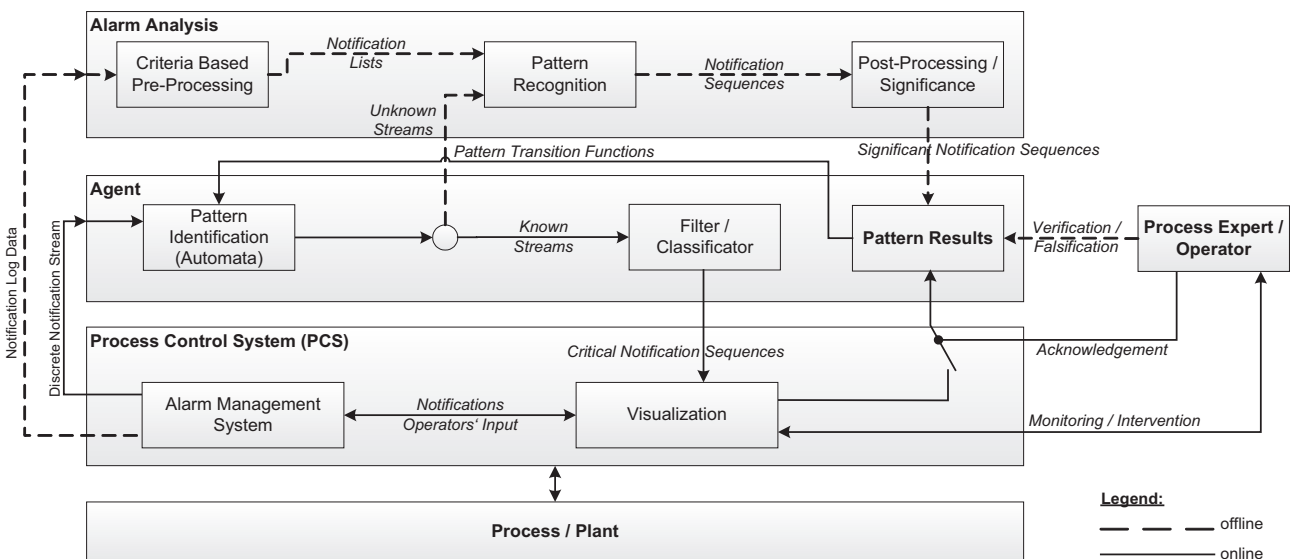 Alarm Analysis
Criteria Based
Pre-Processing
Notification
Lists
Pattern
Recognition
Notification
Sequences
Post-Processing /
Significance
Unknown
Streams
Pattern Transition Functions
Significant Notification Sequences
Agent
Pattern
Identification
(Automata)
Known
Streams
Filter /
Classificator
Pattern Results
Verification /
Falsification
Process Expert /
Operator
Notification Log Data
Discrete Notification Stream
Process Control System (PCS)
Critical Notification Sequences
Acknowledgement
Alarm Management
System
Notifications
Operators‘ Input
Visualization
Monitoring / Intervention
Process / Plant
Legend:
offline
online